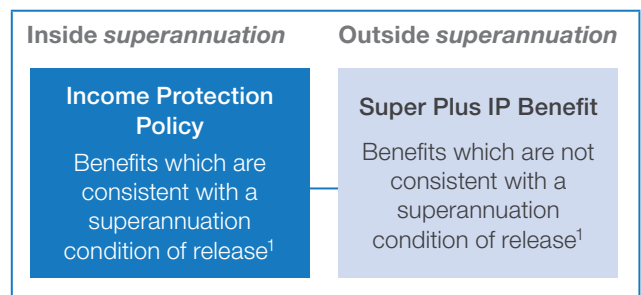 Inside superannuation
Outside superannuation
Income Protection
Policy
Benefits which are
consistent with a
superannuation
condition of release¹
Super Plus IP Benefit
Benefits which are not
consistent with a
superannuation
condition of release¹